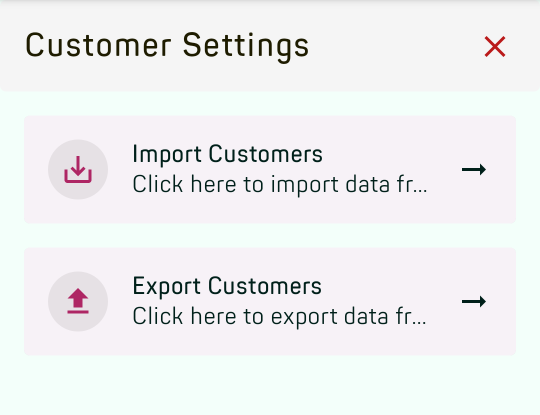 Customer Settings
Import Customers
Click here to import data fr...
Export Customers
Click here to export data fr...